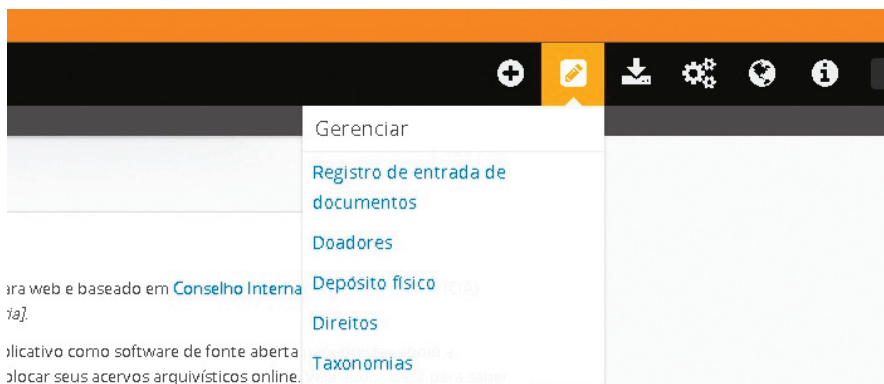 Gerenciar
Registro de entrada de
documentos
Doadores
ara web e baseado em Conselho Interna
Depósito físico
Direitos
plicativo como software de fonte aberta
Taxonomias
olocar seus acervos arquivísticos online.